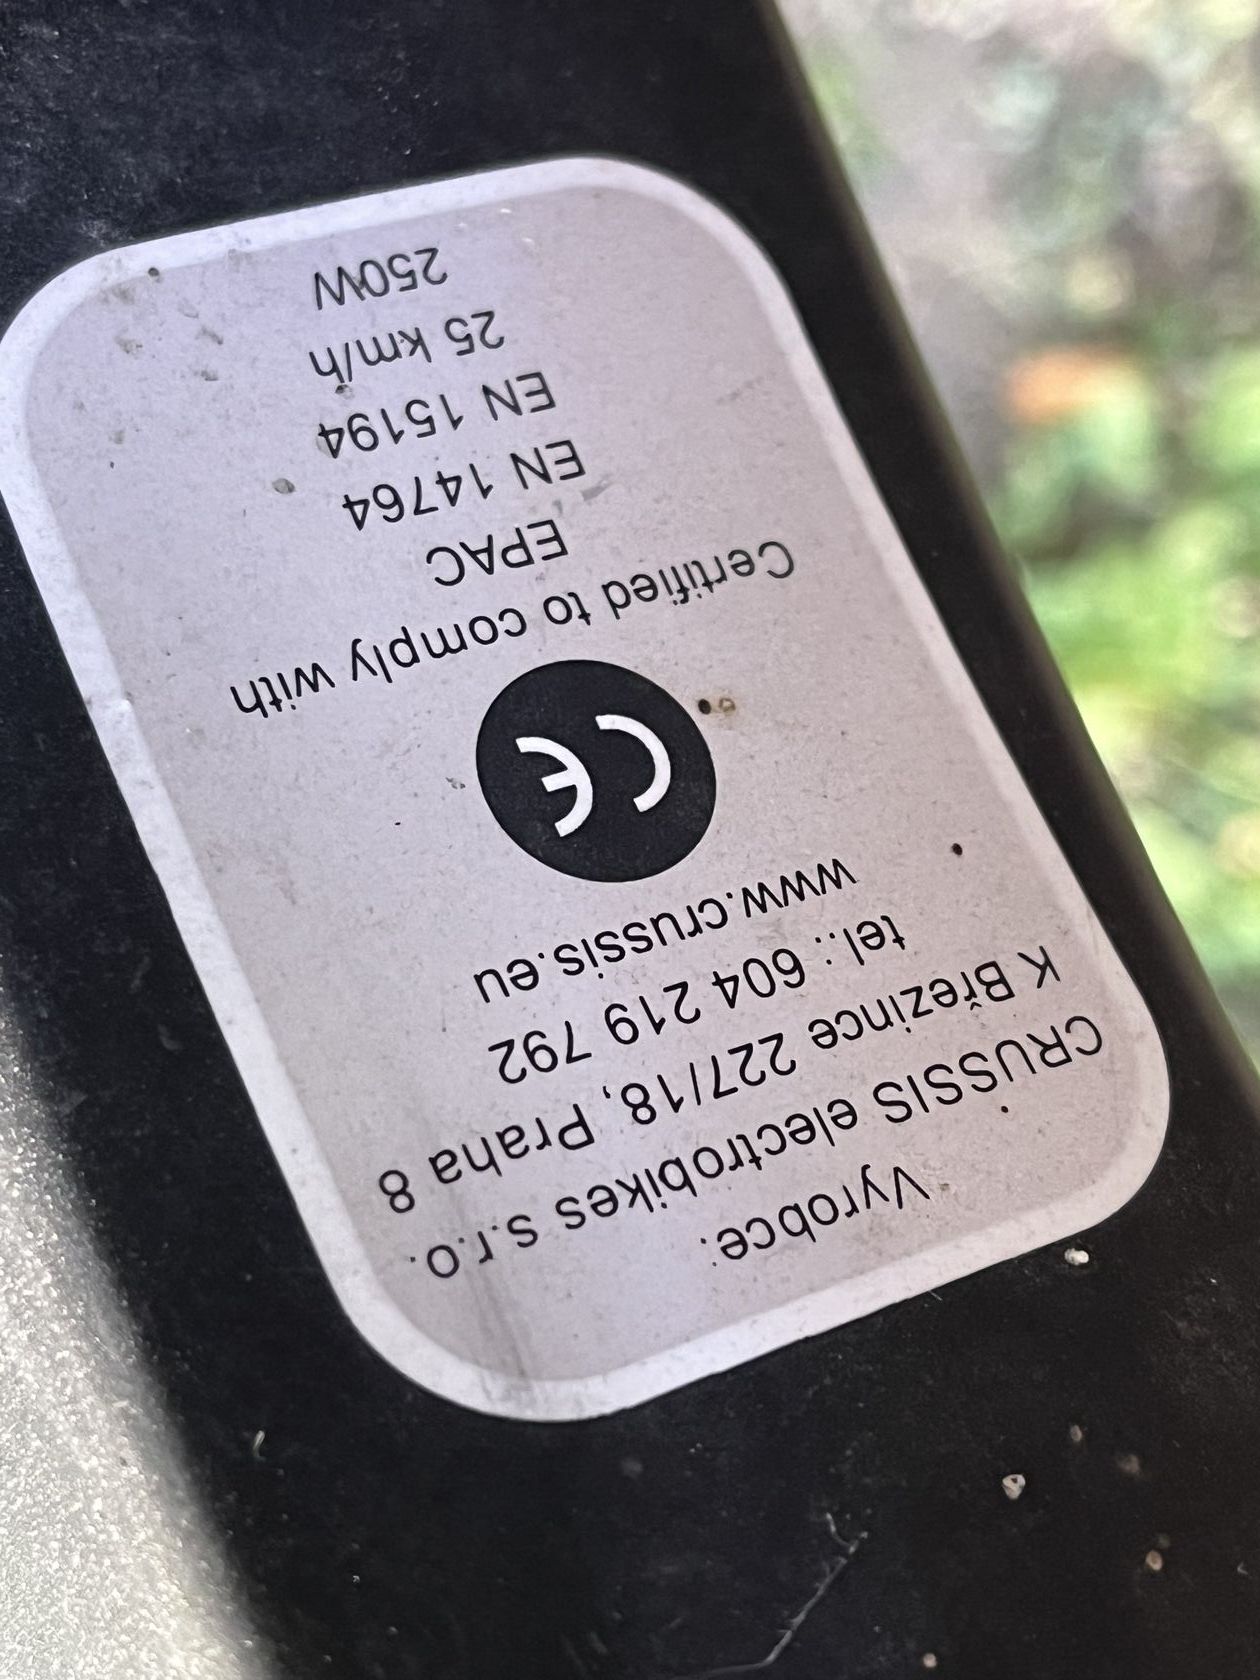 Vyrobce:
CRUSSIS electrobikes s.r.o.
K Březince 227/18, Praha 8
tel.: 604 219 792
www.crussis.eu
CE
Certified to comply with
EPAC
EN 14764
EN 15194
25 km/h
250W